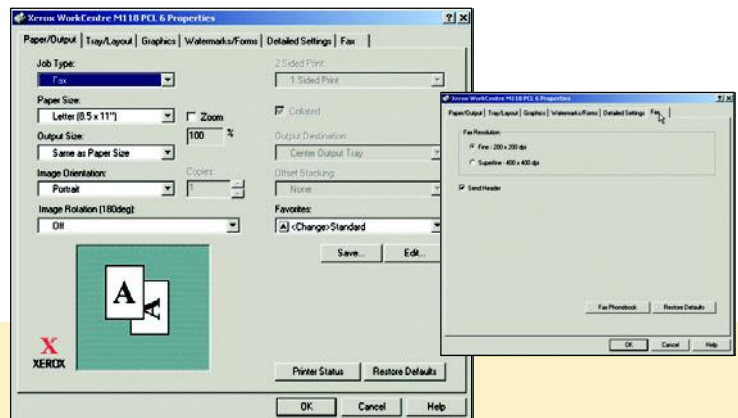 Xerox WorkCentre M118 PCL 6 Properties
Paper/Output Tray/Layout Graphics Watermarks/Forms Detailed Settings Fax
Job Type:
Fax
Paper Size:
Letter (8.5 x 11")
Zoom
100 %
Output Size:
Same as Paper Size
Image Orientation:
Portrait
Copies:
1
Image Rotation (180deg):
Off
2 Sided Print:
1 Sided Print
Collated
Output Destination:
Center Output Tray
Offset Stacking:
None
Favorites:
<Change>Standard
Save... Edit...
A A
X
XEROX
Printer Status Restore Defaults
OK Cancel Help
Xerox WorkCentre M118 PCL 6 Properties
Paper/Output Tray/Layout Graphics Watermarks/Forms Detailed Settings Fax
Fax Resolution:
Fine - 200 x 200 dpi
Superfine - 400 x 400 dpi
Send Header
Fax Phonebook Restore Defaults
OK Cancel Help